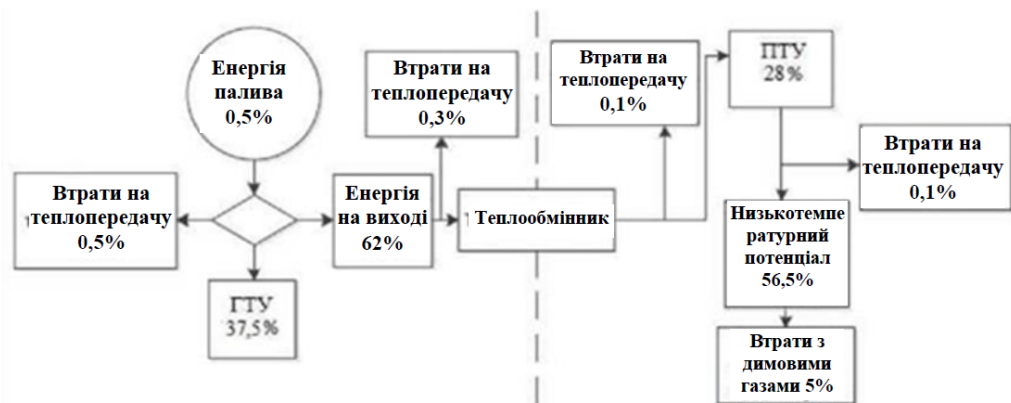 Енергія
палива
0,5%
Втрати на
теплопередачу
0,5%
ГТУ
37,5%
Енергія
на виході
62%
Втрати на
теплопередачу
0,3%
Теплообмінник
Втрати на
теплопередачу
0,1%
ПТУ
28%
Втрати на
теплопередачу
0,1%
Низькотемпе
ратурний
потенціал
56,5%
Втрати з
димовими
газами 5%